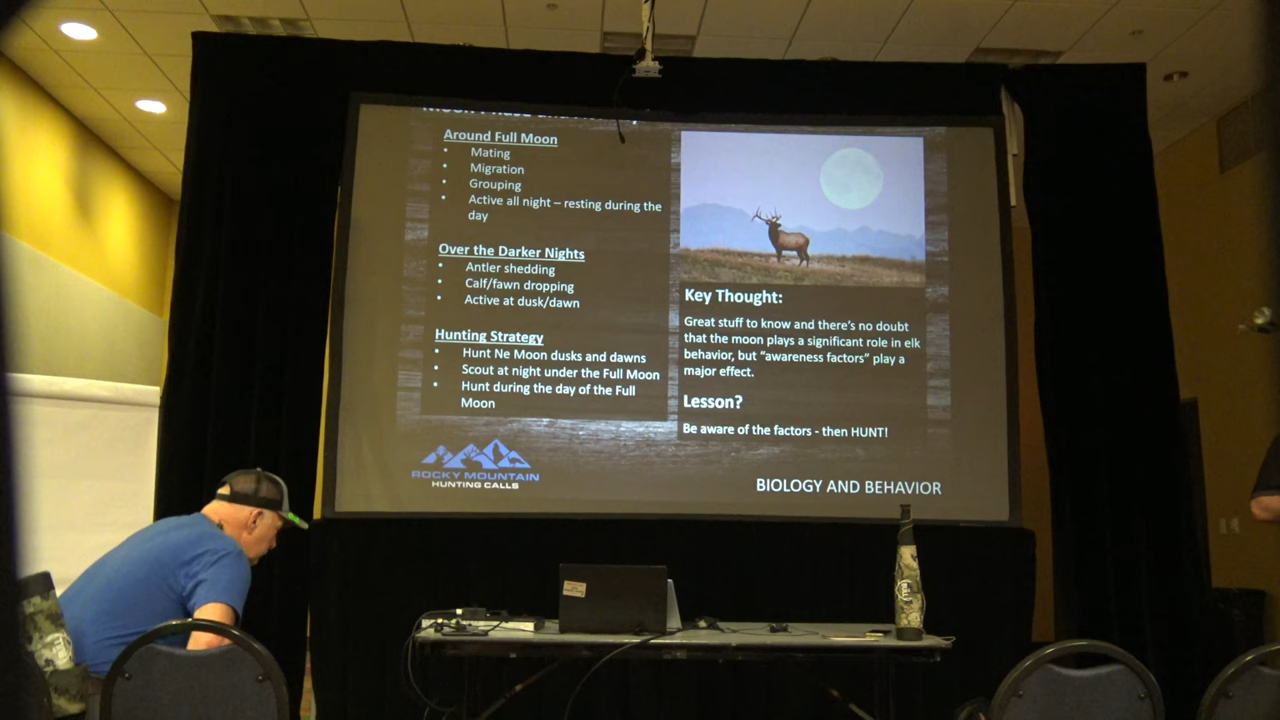 Around Full Moon
• Mating
• Migration
• Grouping
• Active all night – resting during the
day
Over the Darker Nights
• Antler shedding
• Calf/fawn dropping
• Active at dusk/dawn
Hunting Strategy
• Hunt Ne Moon dusks and dawns
• Scout at night under the Full Moon
• Hunt during the day of the Full
Moon
Key Thought:
Great stuff to know and there's no doubt
that the moon plays a significant role in elk
behavior, but “awareness factors” play a
major effect.
Lesson?
Be aware of the factors - then HUNT!
ROCKY MOUNTAIN
HUNTING CALLS
BIOLOGY AND BEHAVIOR